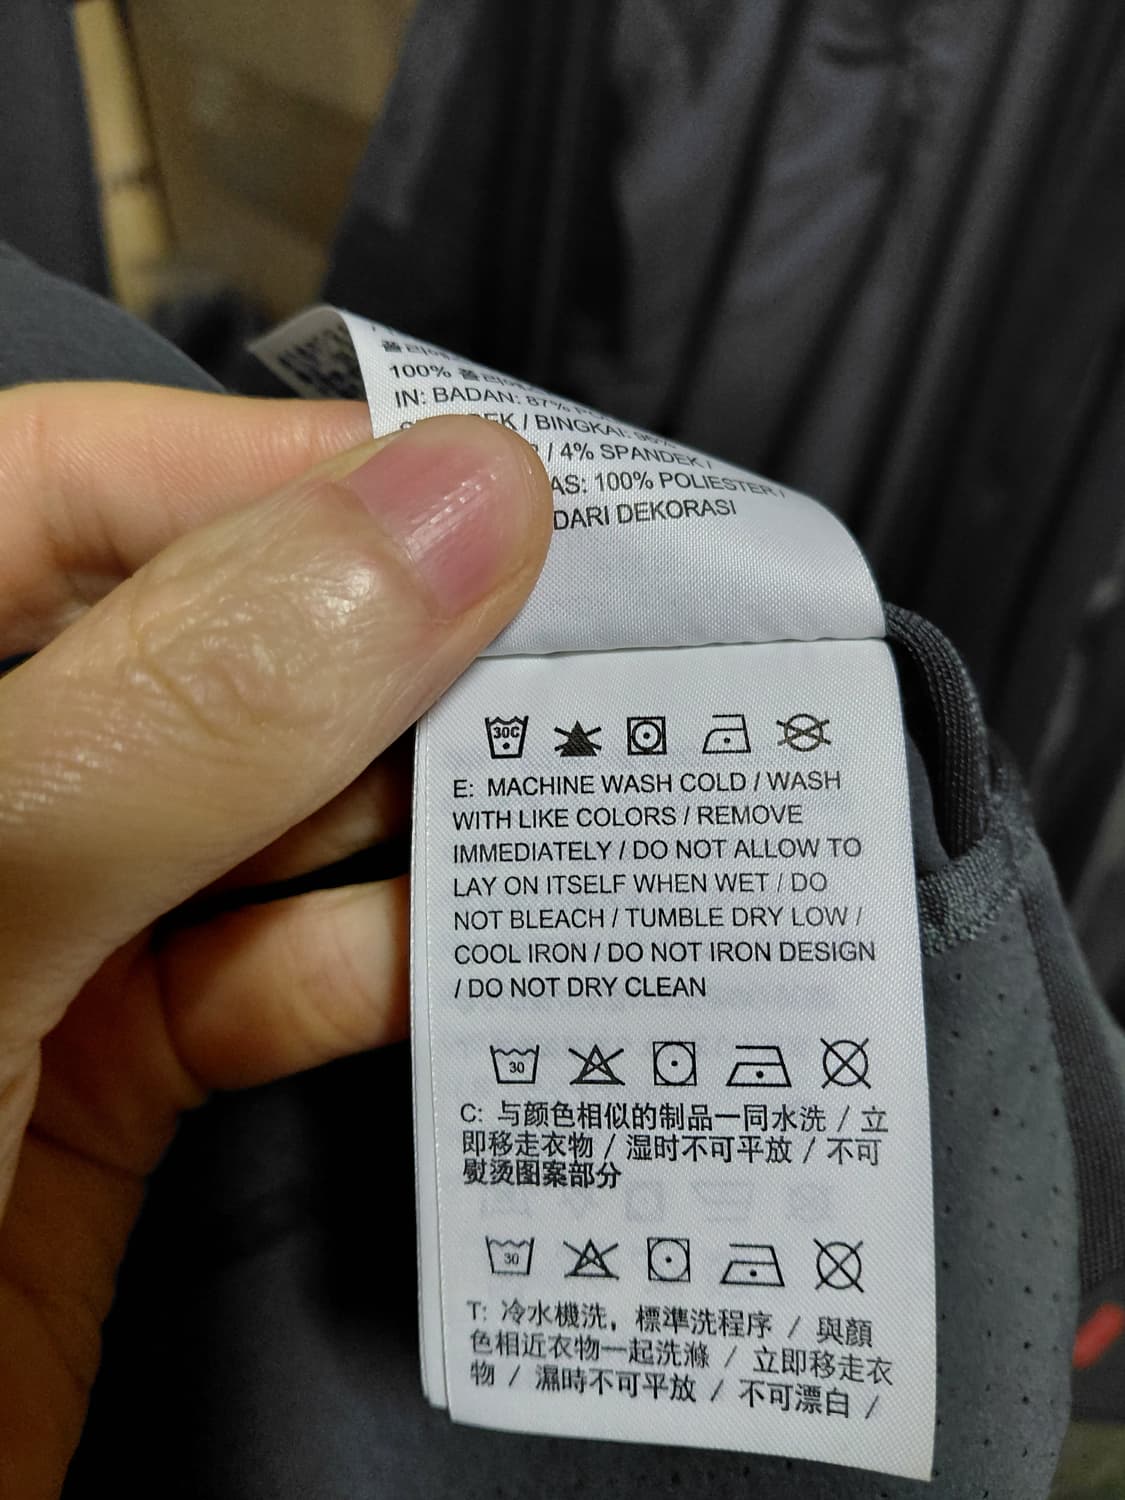 100%
IN: BADAN: 87%
/ BINGKAI: 96%
/ 4% SPANDEK /
100% POLIESTER /
DARI DEKORASI
30C
E: MACHINE WASH COLD / WASH
WITH LIKE COLORS / REMOVE
IMMEDIATELY / DO NOT ALLOW TO
LAY ON ITSELF WHEN WET / DO
NOT BLEACH / TUMBLE DRY LOW /
COOL IRON / DO NOT IRON DESIGN
/ DO NOT DRY CLEAN
30
C: 与颜色相似的制品一同水洗 / 立
即移走衣物 / 湿时不可平放 / 不可
熨烫图案部分
30
T: 冷水機洗，標準洗程序 / 與顏
色相近衣物一起洗滌 / 立即移走衣
物 / 濕時不可平放 / 不可漂白 /